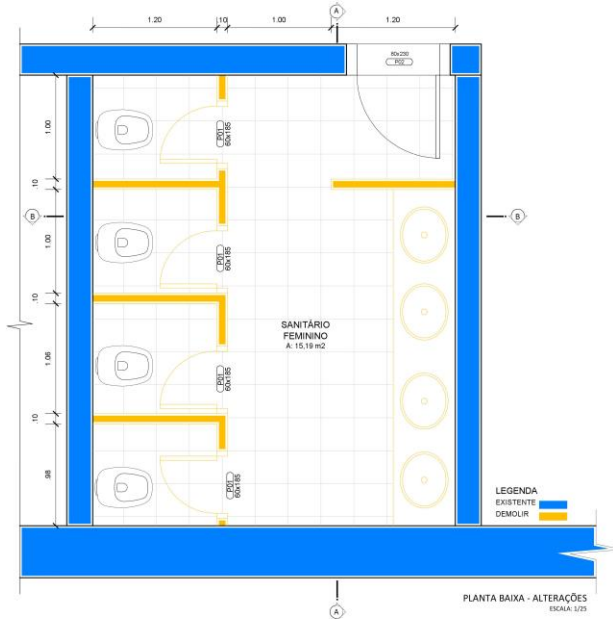 A
1.20
.10
1.00
1.20
80x230
P02
1.00
P01
60x185
.10
B
B
1.00
P01
60x185
.10
SANITÁRIO
FEMININO
A: 15,19 m2
1.06
P01
60x185
.10
.98
P01
60x185
LEGENDA
EXISTENTE
DEMOLIR
PLANTA BAIXA - ALTERAÇÕES
ESCALA: 1/25
A